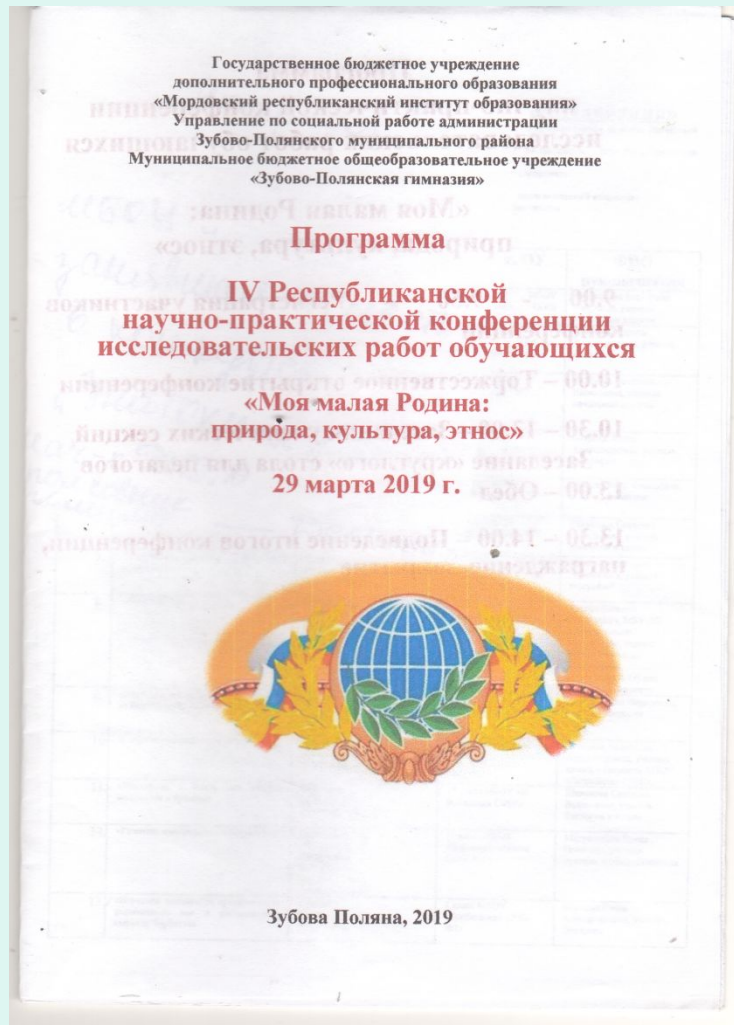 Государственное бюджетное учреждение
дополнительного профессионального образования
«Мордовский республиканский институт образования»
Управление по социальной работе администрации
Зубово-Полянского муниципального района
Муниципальное бюджетное общеобразовательное учреждение
«Зубово-Полянская гимназия»
Программа
IV Республиканской
научно-практической конференции
исследовательских работ обучающихся
«Моя малая Родина:
природа, культура, этнос»
29 марта 2019 г.
Зубова Поляна, 2019